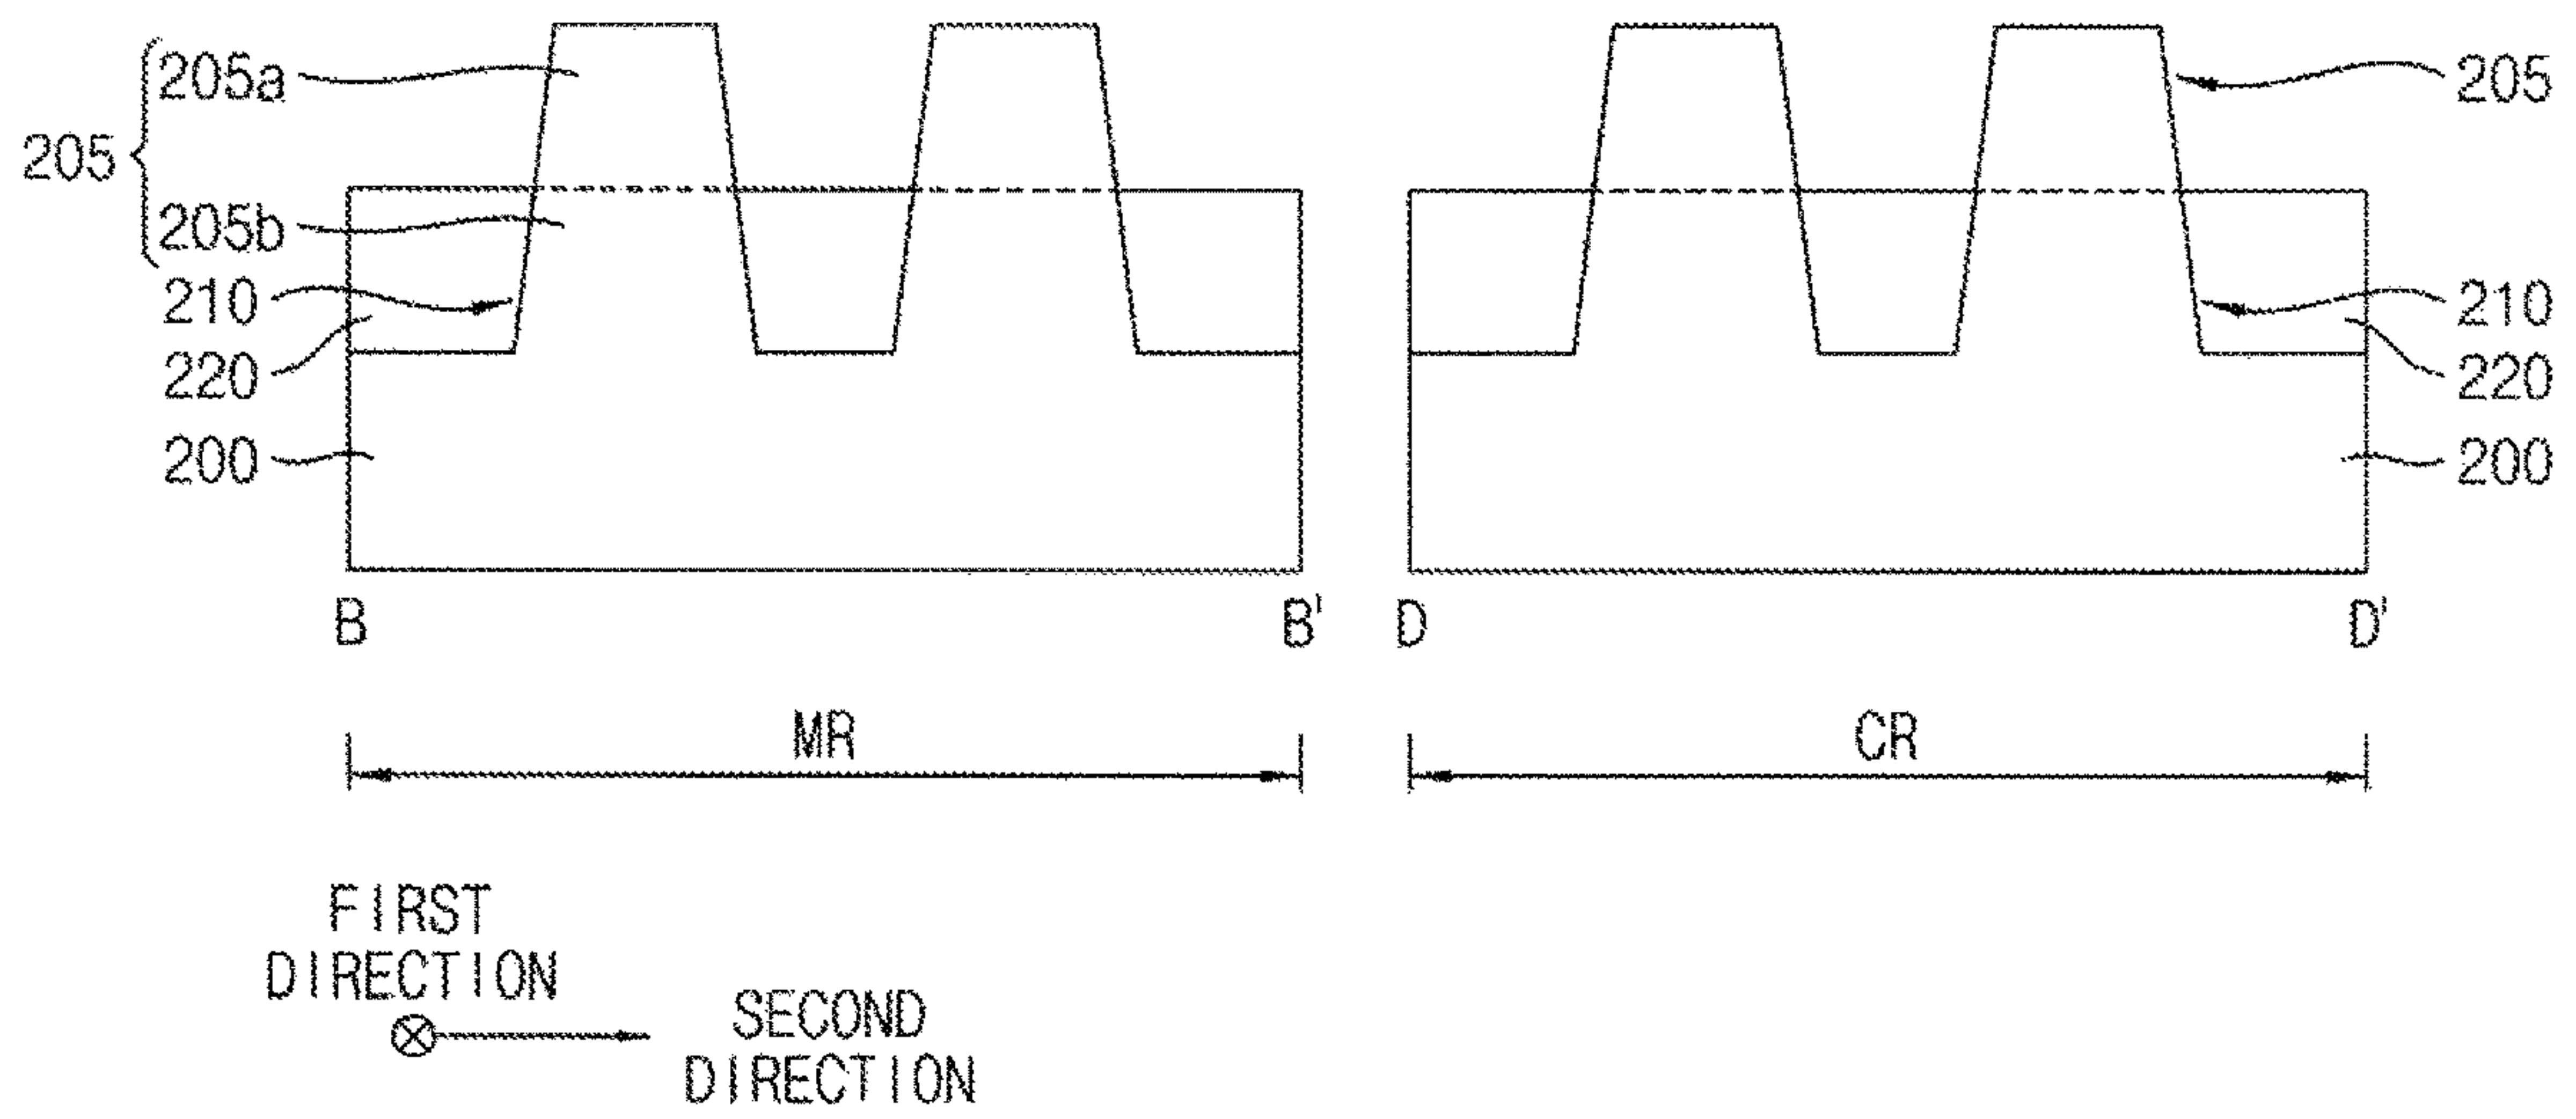 205
205a
205b
210
220
200
205
210
220
200
B
B'
D
D'
MR
CR
FIRST
DIRECTION
SECOND
DIRECTION